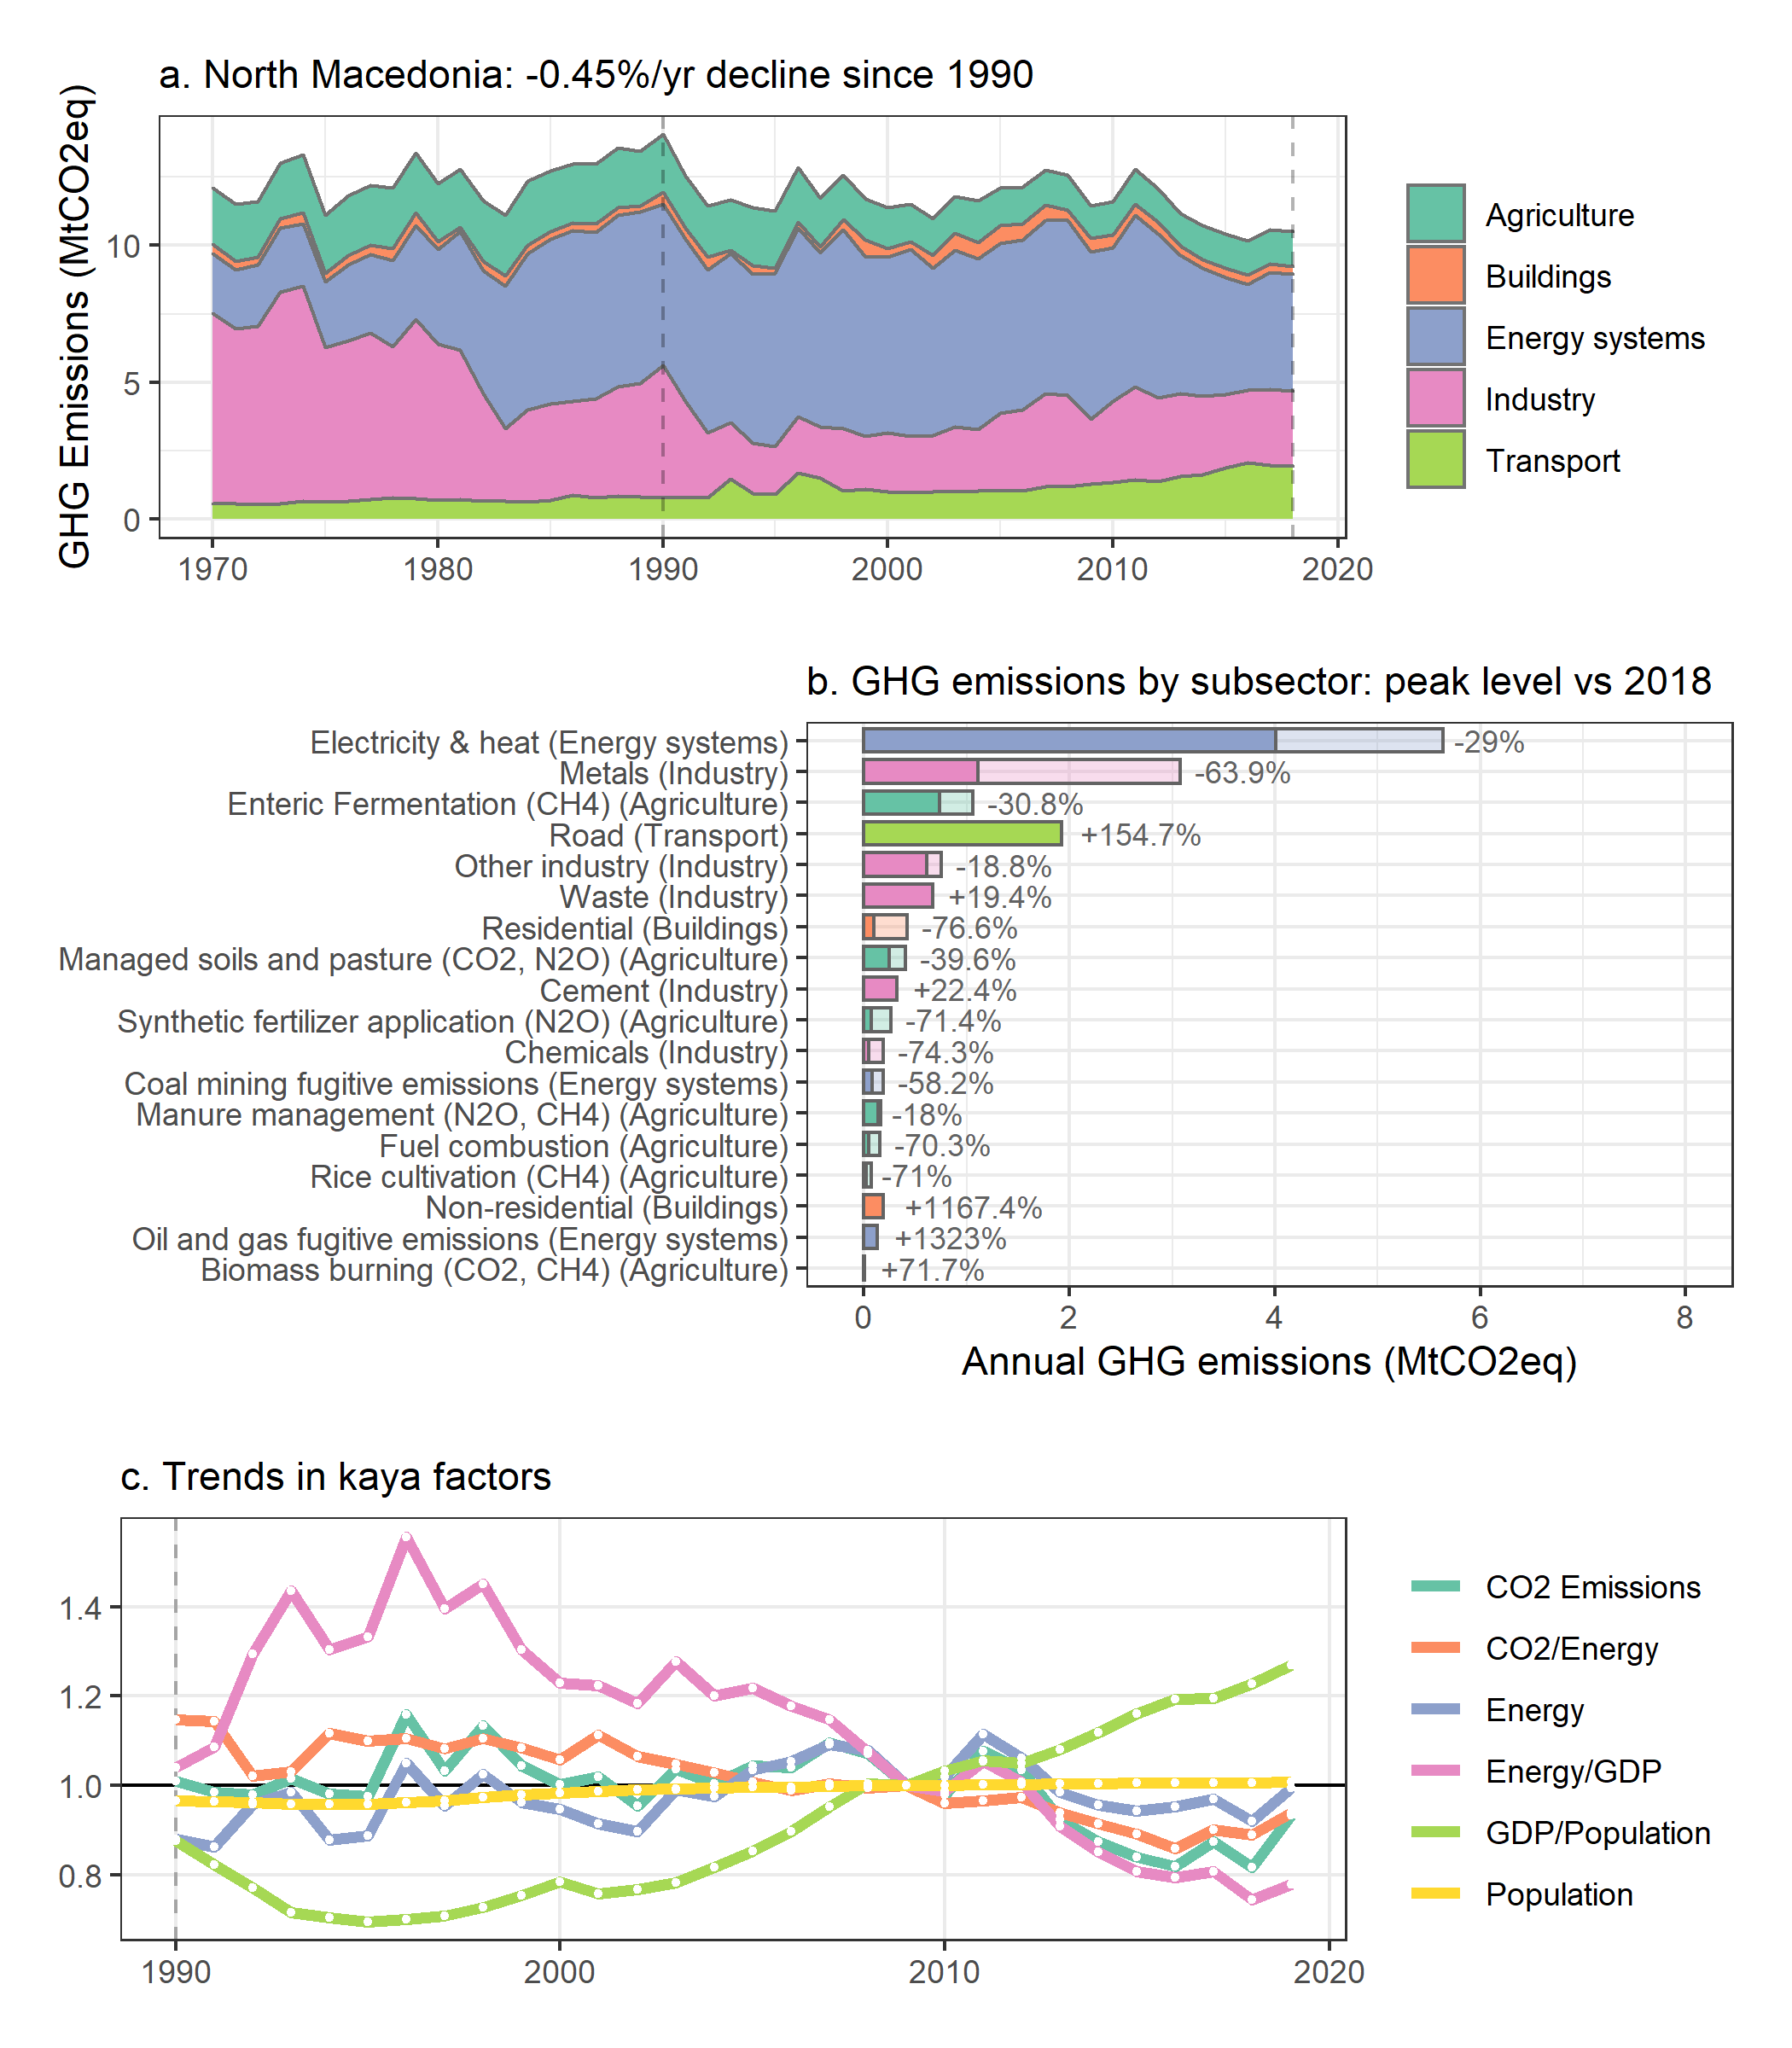 a. North Macedonia: -0.45%/yr decline since 1990
GHG Emissions (MtCO2eq)
10
5
0
1970 1980 1990 2000 2010 2020
Agriculture
Buildings
Energy systems
Industry
Transport
b. GHG emissions by subsector: peak level vs 2018
Electricity & heat (Energy systems) -29%
Metals (Industry) -63.9%
Enteric Fermentation (CH4) (Agriculture) -30.8%
Road (Transport) +154.7%
Other industry (Industry) -18.8%
Waste (Industry) +19.4%
Residential (Buildings) -76.6%
Managed soils and pasture (CO2, N2O) (Agriculture) -39.6%
Cement (Industry) +22.4%
Synthetic fertilizer application (N2O) (Agriculture) -71.4%
Chemicals (Industry) -74.3%
Coal mining fugitive emissions (Energy systems) -58.2%
Manure management (N2O, CH4) (Agriculture) -18%
Fuel combustion (Agriculture) -70.3%
Rice cultivation (CH4) (Agriculture) -71%
Non-residential (Buildings) +1167.4%
Oil and gas fugitive emissions (Energy systems) +1323%
Biomass burning (CO2, CH4) (Agriculture) +71.7%
0 2 4 6 8
Annual GHG emissions (MtCO2eq)
c. Trends in kaya factors
1.4
1.2
1.0
0.8
1990 2000 2010 2020
CO2 Emissions
CO2/Energy
Energy
Energy/GDP
GDP/Population
Population